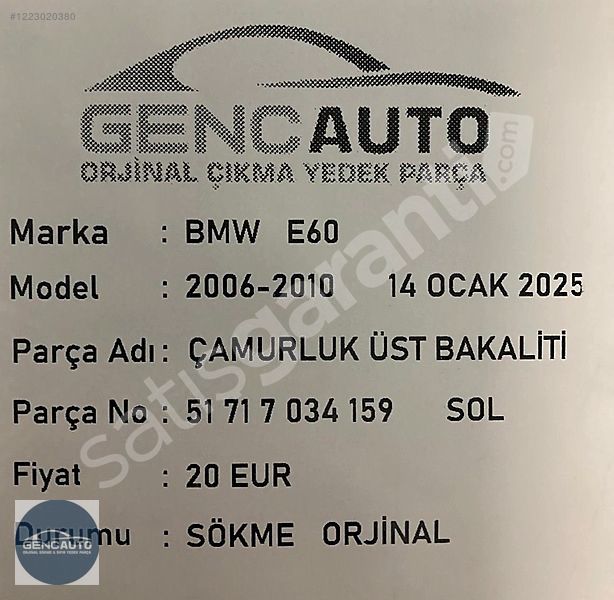 #1223020380
GENCAUTO
ORJİNAL ÇIKMA YEDEK PARÇA
Marka : BMW E60
Model : 2006-2010 14 OCAK 2025
Parça Adı : ÇAMURLUK ÜST BAKALİTİ
Parça No : 51 71 7 034 159 SOL
Fiyat : 20 EUR
Durumu : SÖKME ORJİNAL
satışgaranti.com
GENCAUTO